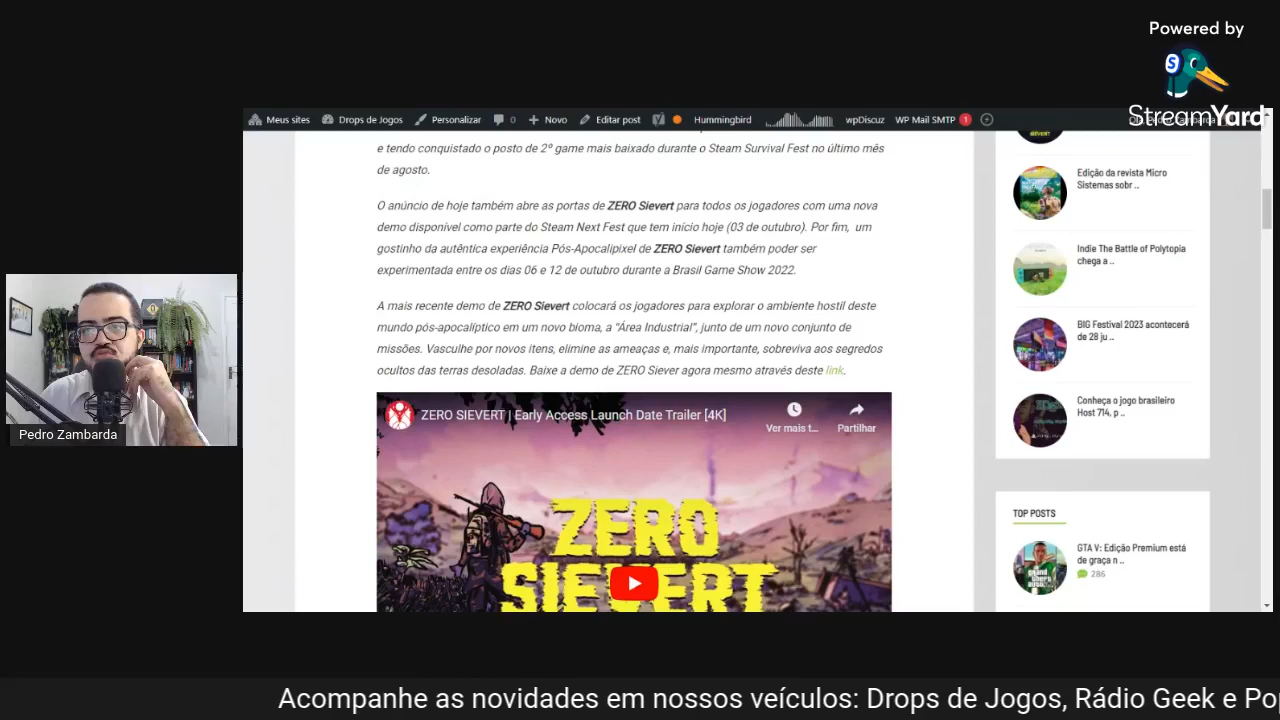 Powered by
S
StreamYard
Meus sites Drops de Jogos Personalizar 0 Novo Editar post Hummingbird wpDiscuz WP Mail SMTP 1
e tendo conquistado o posto de 2º game mais baixado durante o Steam Survival Fest no último mês
de agosto.
O anúncio de hoje também abre as portas de ZERO Sievert para todos os jogadores com uma nova
demo disponível como parte do Steam Next Fest que tem início hoje (03 de outubro). Por fim, um
gostinho da autêntica experiência Pós-Apocalipixel de ZERO Sievert também poder ser
experimentada entre os dias 06 e 12 de outubro durante a Brasil Game Show 2022.
A mais recente demo de ZERO Sievert colocará os jogadores para explorar o ambiente hostil deste
mundo pós-apocalíptico em um novo bioma, a “Área Industrial”, junto de um novo conjunto de
missões. Vasculhe por novos itens, elimine as ameaças e, mais importante, sobreviva aos segredos
ocultos das terras desoladas. Baixe a demo de ZERO Siever agora mesmo através deste link.
ZERO SIEVERT | Early Access Launch Date Trailer [4K]
Ver mais t...
Partilhar
ZERO
SIEVERT
SIEVERT
Edição da revista Micro
Sistemas sobr ..
Indie The Battle of Polytopia
chega a ..
BIG Festival 2023 acontecerá
de 28 ju ..
Conheça o jogo brasileiro
Host 714, p ..
TOP POSTS
GTA V: Edição Premium está
de graça n ..
286
Pedro Zambarda
Acompanhe as novidades em nossos veículos: Drops de Jogos, Rádio Geek e Po